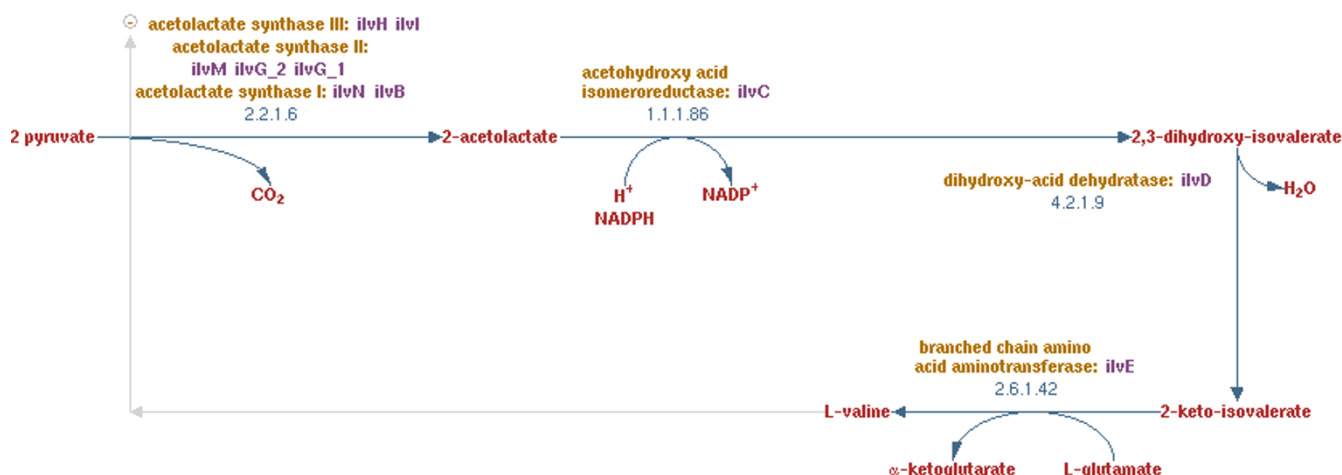 - acetolactate synthase III: ilvH ilvI
acetolactate synthase II:
ilvM ilvG_2 ilvG_1
acetolactate synthase I: ilvN ilvB
2.2.1.6
acetohydroxy acid
isomeroreductase: ilvC
1.1.1.86
2 pyruvate 2-acetolactate 2,3-dihydroxy-isovalerate
CO2
H+
NADPH
NADP+
dihydroxy-acid dehydratase: ilvD
4.2.1.9
H2O
branched chain amino
acid aminotransferase: ilvE
2.6.1.42
L-valine 2-keto-isovalerate
α-ketoglutarate L-glutamate